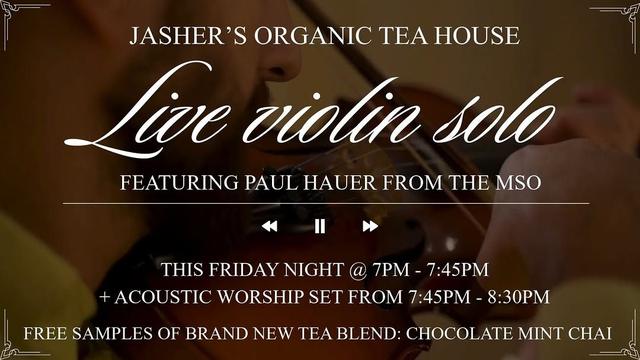 JASHER'S ORGANIC TEA HOUSE
Live violin solo
FEATURING PAUL HAUER FROM THE MSO
THIS FRIDAY NIGHT @ 7PM - 7:45PM
+ ACOUSTIC WORSHIP SET FROM 7:45PM - 8:30PM
FREE SAMPLES OF BRAND NEW TEA BLEND: CHOCOLATE MINT CHAI